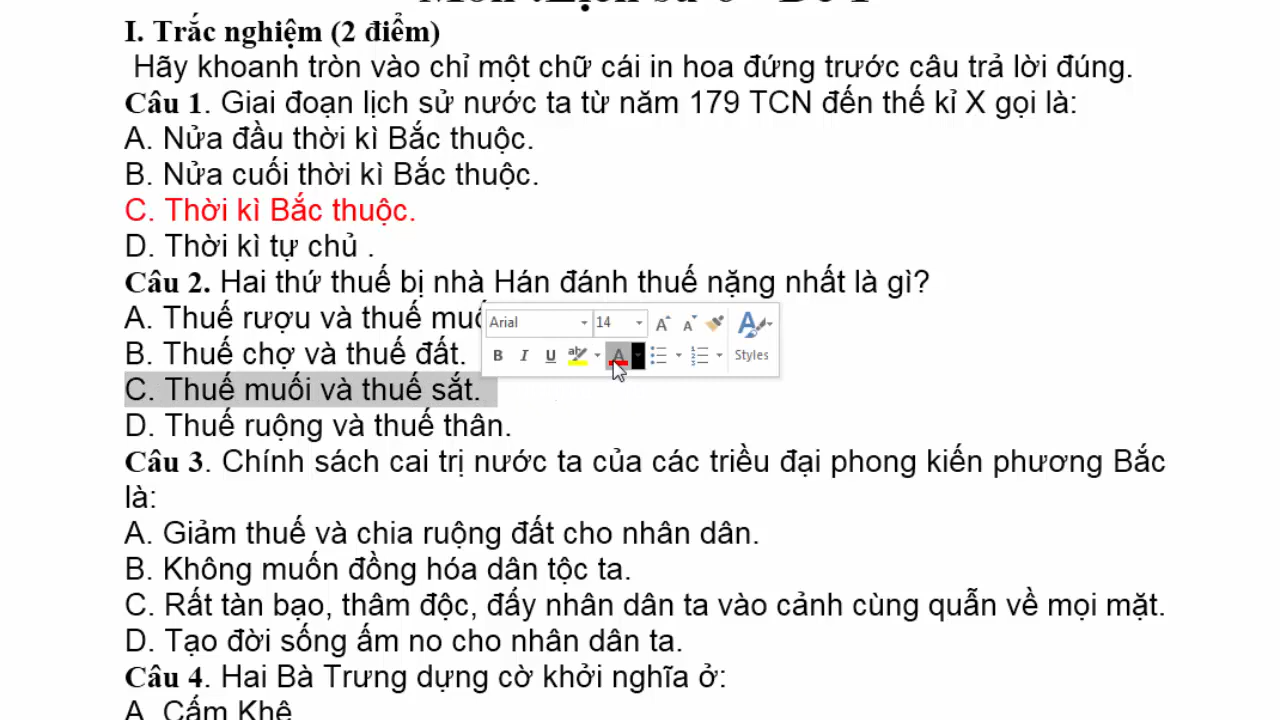 I. Trắc nghiệm (2 điểm)
Hãy khoanh tròn vào chỉ một chữ cái in hoa đứng trước câu trả lời đúng.
Câu 1. Giai đoạn lịch sử nước ta từ năm 179 TCN đến thế kỉ X gọi là:
A. Nửa đầu thời kì Bắc thuộc.
B. Nửa cuối thời kì Bắc thuộc.
C. Thời kì Bắc thuộc.
D. Thời kì tự chủ .
Câu 2. Hai thứ thuế bị nhà Hán đánh thuế nặng nhất là gì?
A. Thuế rượu và thuế
Arial 14
B. Thuế chợ và thuế đất.
B I U Styles
C. Thuế muối và thuế sắt.
D. Thuế ruộng và thuế thân.
Câu 3. Chính sách cai trị nước ta của các triều đại phong kiến phương Bắc
là:
A. Giảm thuế và chia ruộng đất cho nhân dân.
B. Không muốn đồng hóa dân tộc ta.
C. Rất tàn bạo, thâm độc, đẩy nhân dân ta vào cảnh cùng quẫn về mọi mặt.
D. Tạo đời sống ấm no cho nhân dân ta.
Câu 4. Hai Bà Trưng dựng cờ khởi nghĩa ở:
A. Cấm Khê